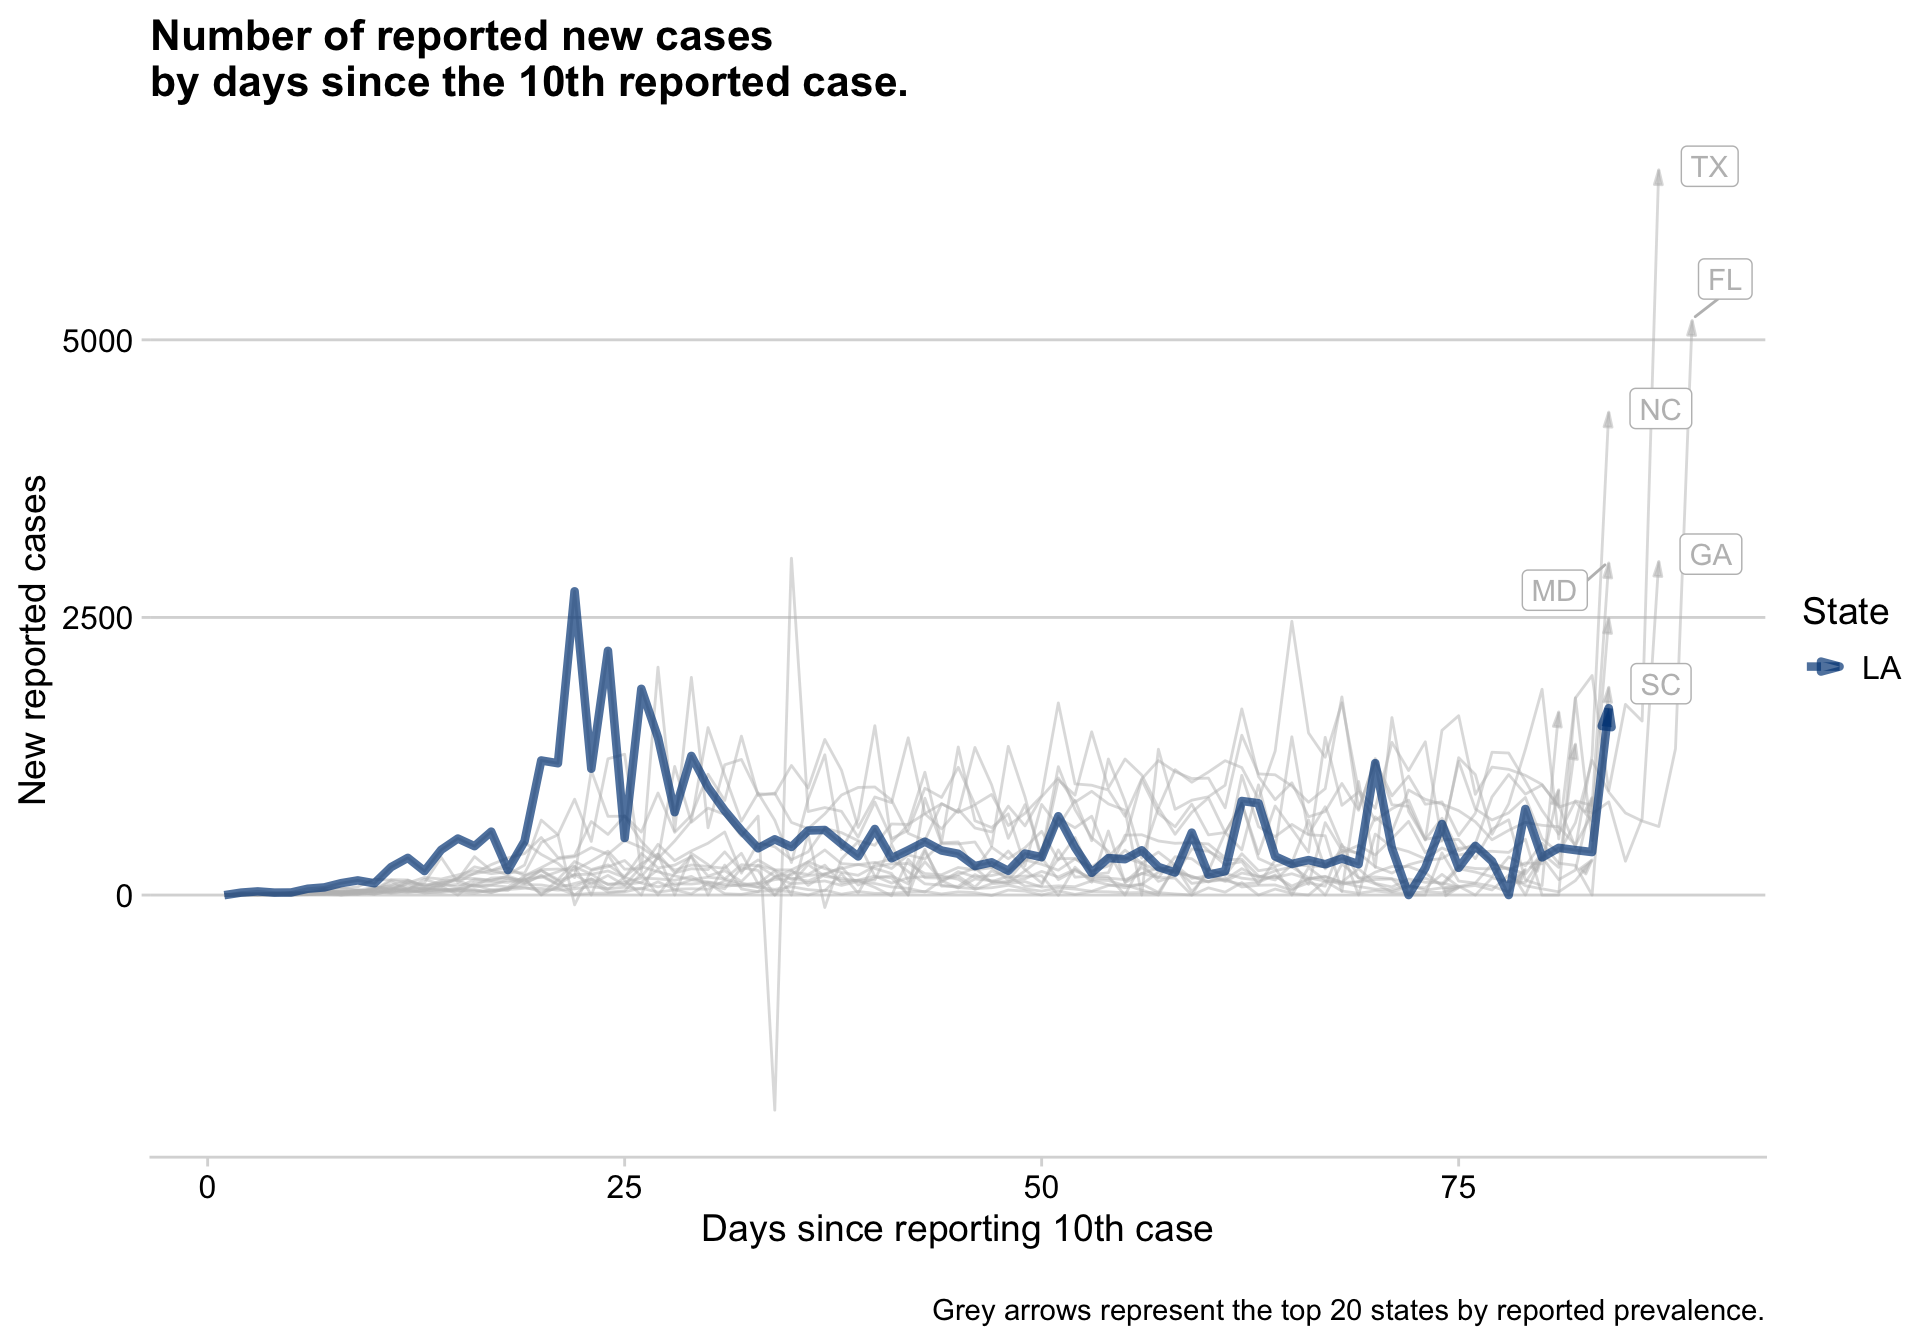 Number of reported new cases
by days since the 10th reported case.
TX
FL
5000
NC
GA
MD
2500
SC
0
New reported cases
State
LA
0
25
50
75
Days since reporting 10th case
Grey arrows represent the top 20 states by reported prevalence.